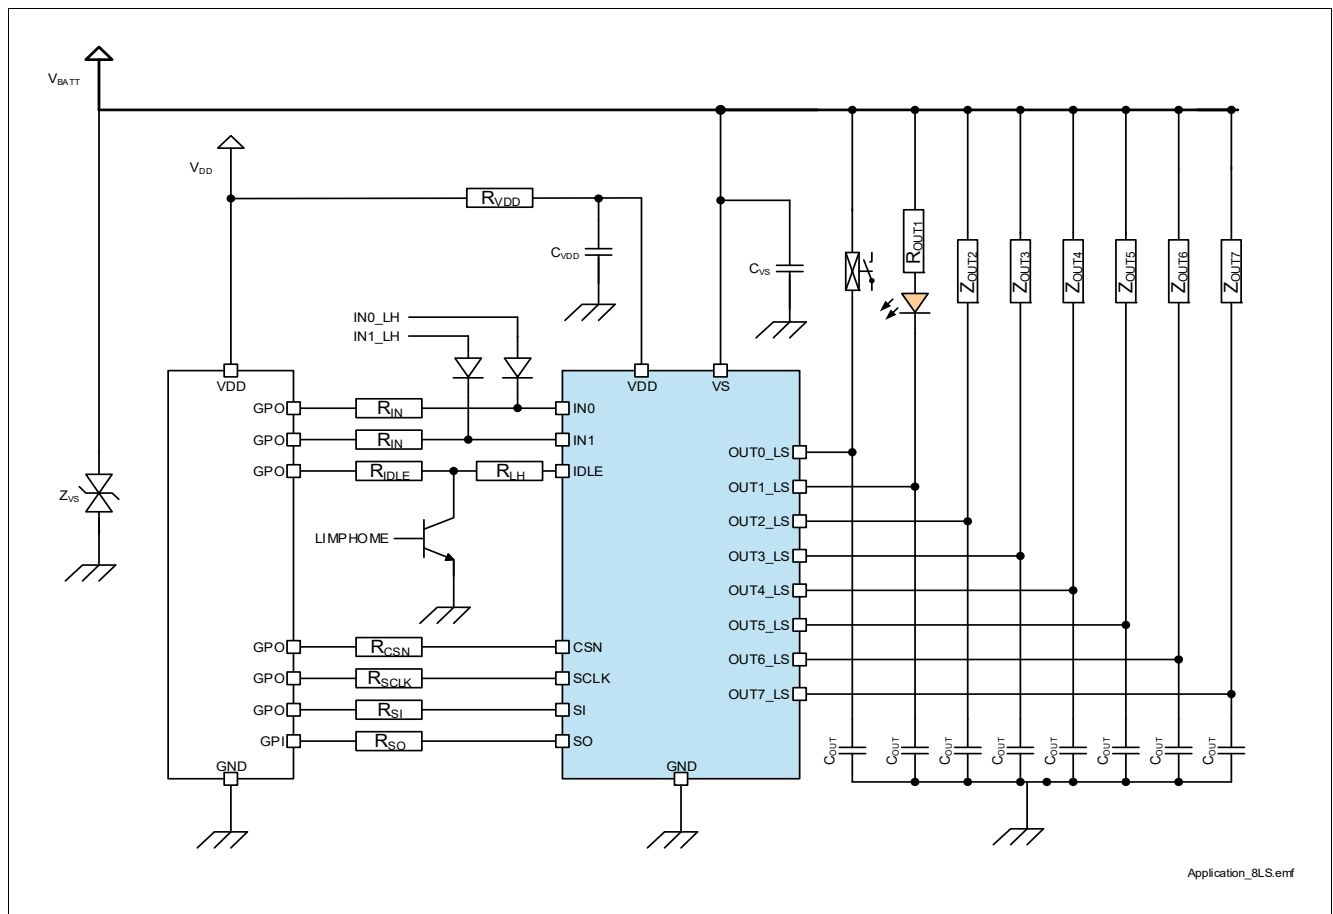 VBATT
VDD
RVDD
CVDD
CVS
ROUT1
ZOUT2
ZOUT3
ZOUT4
ZOUT5
ZOUT6
ZOUT7
IN0_LH
IN1_LH
VDD
VDD
VS
GPO
RIN
IN0
GPO
RIN
IN1
GPO
RIDLE
RLH
IDLE
ZVS
LIMPHOME
OUT0_LS
OUT1_LS
OUT2_LS
OUT3_LS
OUT4_LS
OUT5_LS
OUT6_LS
OUT7_LS
GPO
RCSN
CSN
GPO
RSCLK
SCLK
GPO
RSI
SI
GPI
RSO
SO
COUT
COUT
COUT
COUT
COUT
COUT
COUT
COUT
GND
GND
Application_8LS.emf